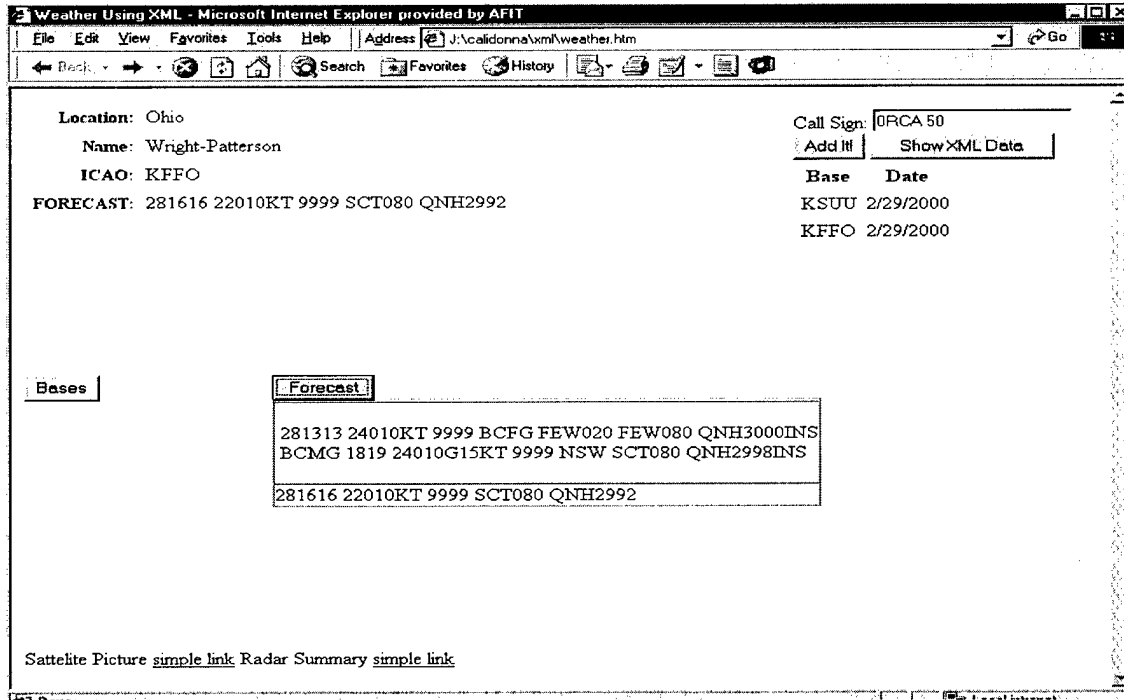 Weather Using XML - Microsoft Internet Explorer provided by AFIT
File Edit View Favorites Tools Help Address J:\calidonna\xml\weather.htm Go
Back Search Favorites History
Location: Ohio
Name: Wright-Patterson
ICAO: KFFO
FORECAST: 281616 22010KT 9999 SCT080 QNH2992
Call Sign: 0RCA 50
Add It! Show XML Data
Base Date
KSUU 2/29/2000
KFFO 2/29/2000
Bases Forecast
281313 24010KT 9999 BCFG FEW020 FEW080 QNH3000INS
BCMG 1819 24010G15KT 9999 NSW SCT080 QNH2998INS
281616 22010KT 9999 SCT080 QNH2992
Sattelite Picture simple link Radar Summary simple link